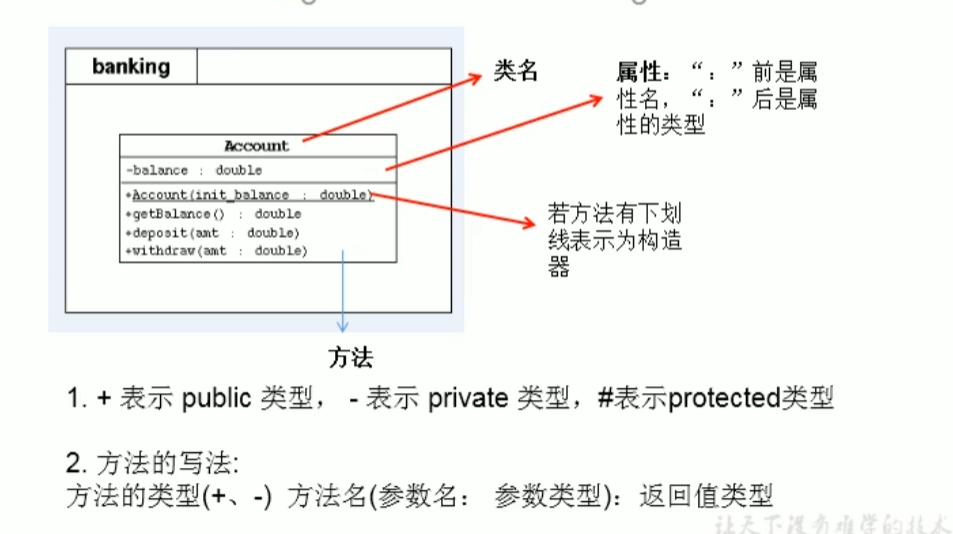 banking
类名
属性：“：”前是属
性名，“：”后是属
性的类型
Account
-balance : double
+Account(init_balance : double)
+getBalance() : double
+deposit(amt : double)
+withdraw(amt : double)
若方法有下划
线表示为构造
器
方法
1. + 表示 public 类型， - 表示 private 类型，#表示protected类型
2. 方法的写法:
方法的类型(+、-) 方法名(参数名： 参数类型)：返回值类型
让天下没有难学的技术